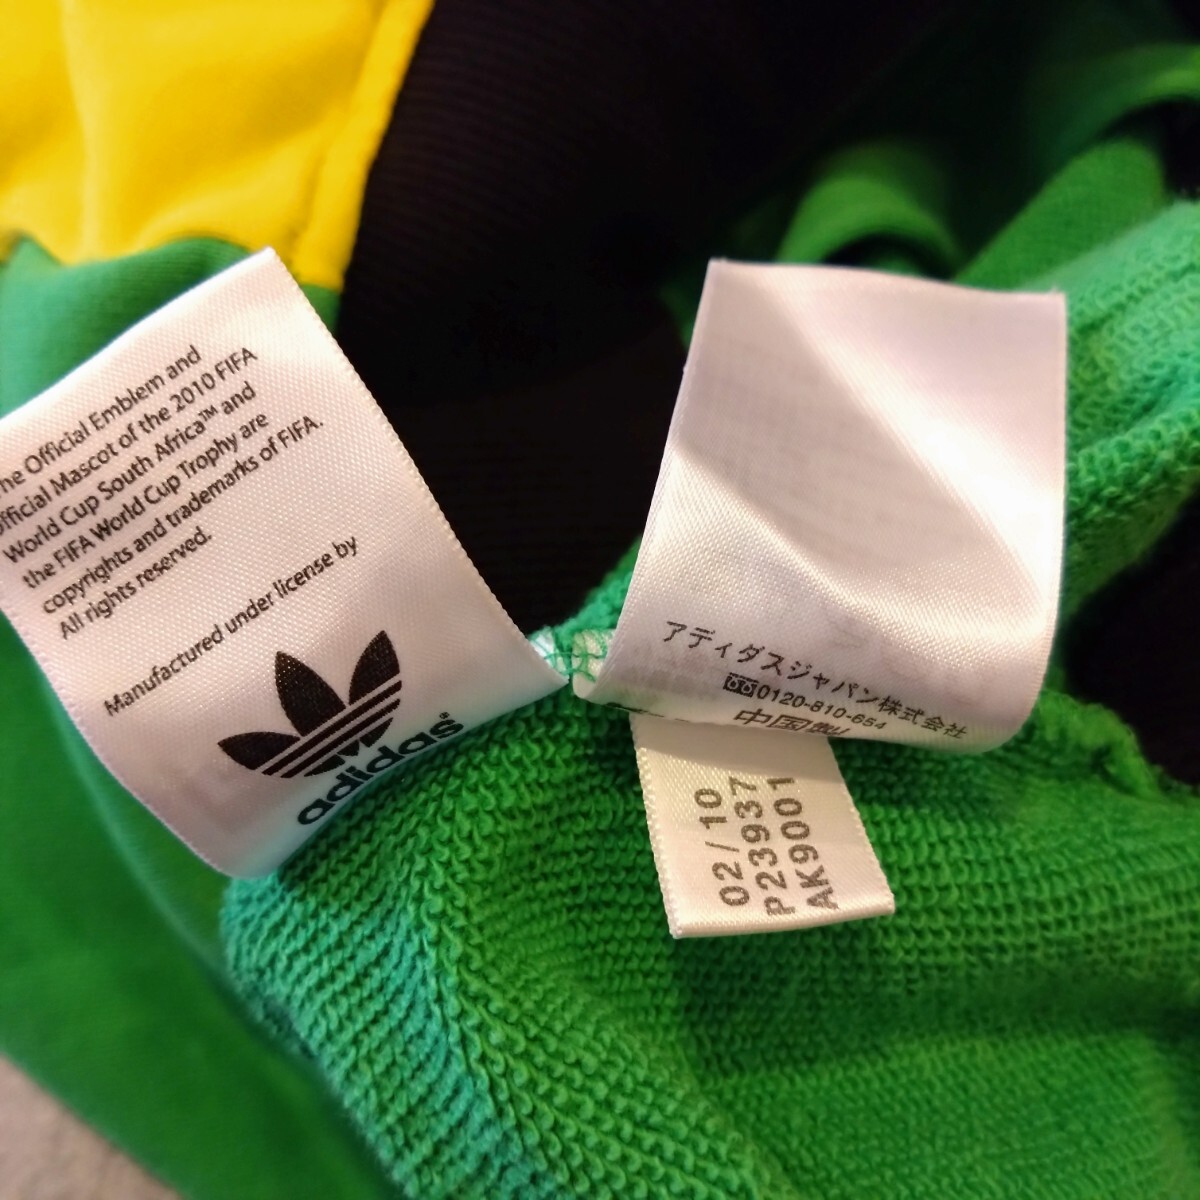 The Official Emblem and
Official Mascot of the 2010 FIFA
World Cup South Africa™ and
the FIFA World Cup Trophy are
copyrights and trademarks of FIFA.
All rights reserved.
Manufactured under license by
adidas®
アディダスジャパン株式会社
0120-810-654
中国製
02/10
P23937
AK9001